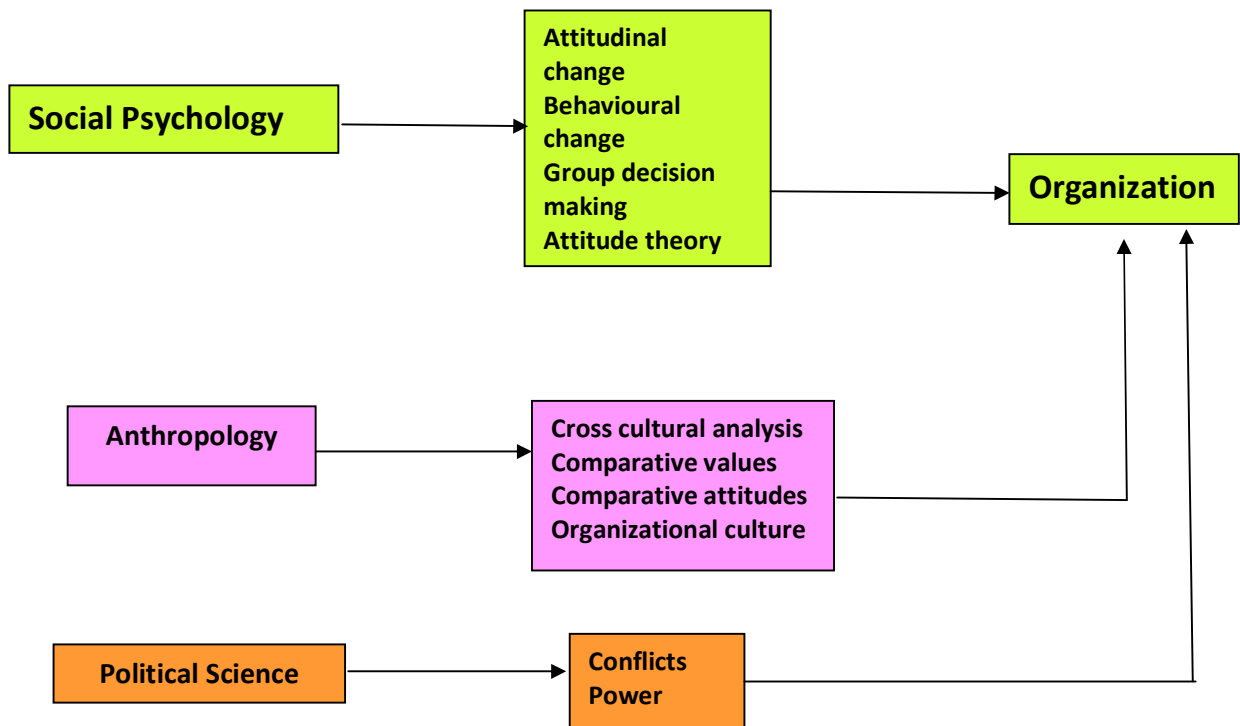 Social Psychology
Attitudinal
change
Behavioural
change
Group decision
making
Attitude theory
Organization
Anthropology
Cross cultural analysis
Comparative values
Comparative attitudes
Organizational culture
Political Science
Conflicts
Power